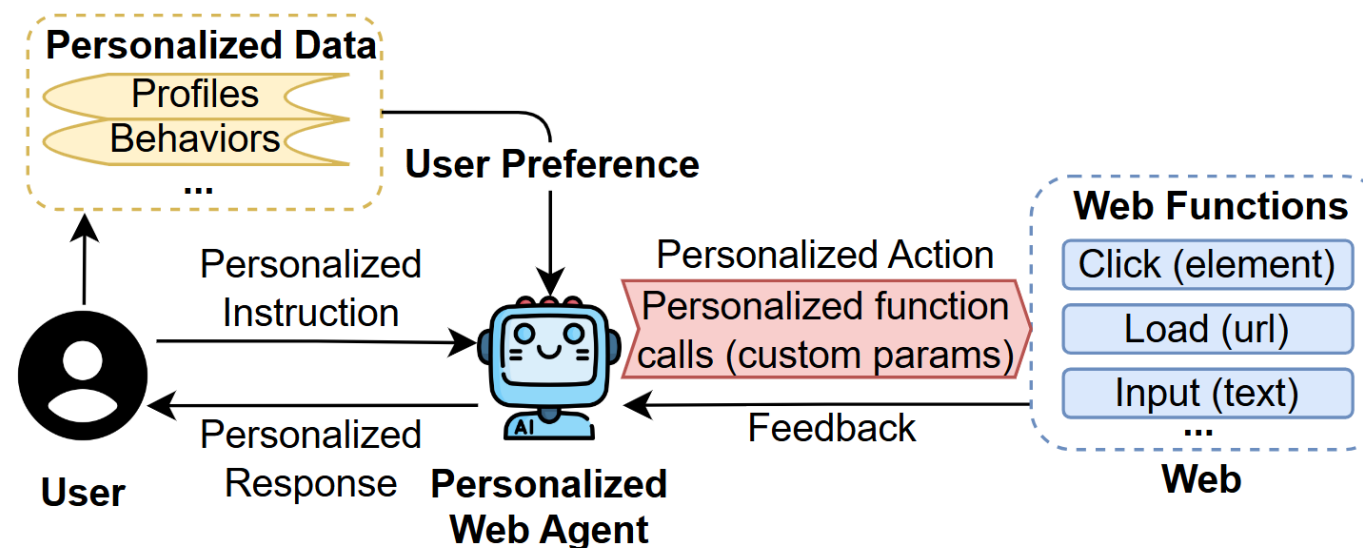 Personalized Data
Profiles
Behaviors
...
User Preference
Personalized
Instruction
Personalized
Response
User
AI
Personalized
Web Agent
Personalized Action
Personalized function
calls (custom params)
Feedback
Web Functions
Click (element)
Load (url)
Input (text)
...
Web